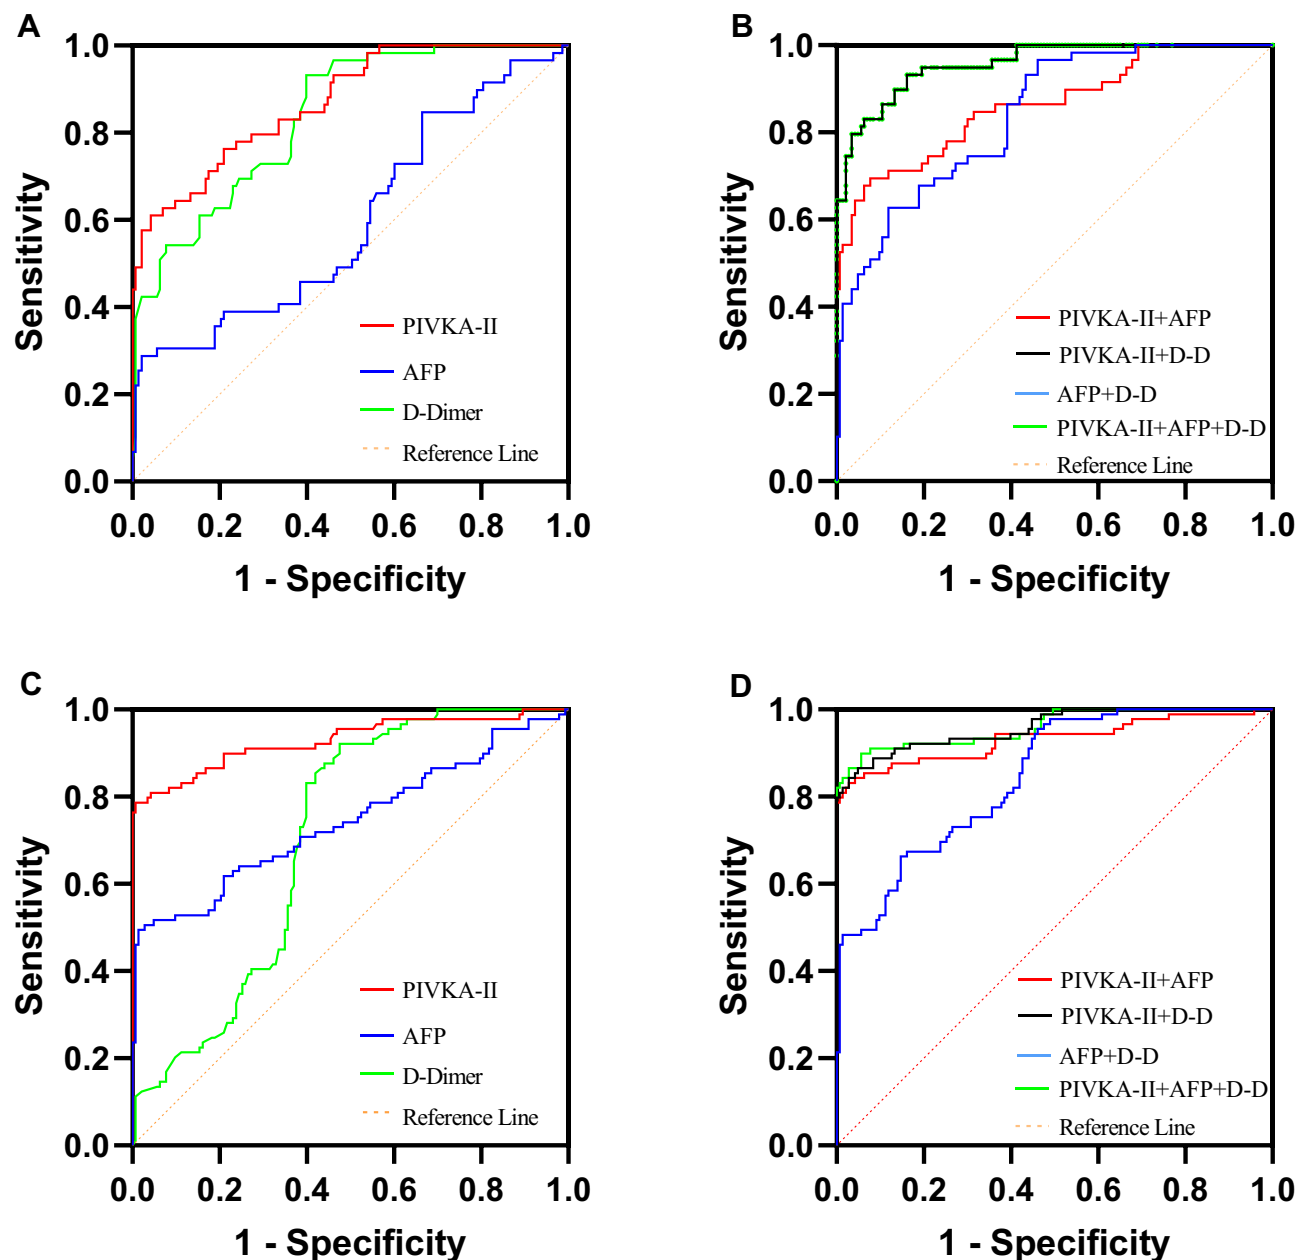 A
1.0
0.8
0.6
0.4
0.2
0.0
Sensitivity
PIVKA-II
AFP
D-Dimer
Reference Line
0.0 0.2 0.4 0.6 0.8 1.0
1 - Specificity
B
1.0
0.8
0.6
0.4
0.2
0.0
Sensitivity
PIVKA-II+AFP
PIVKA-II+D-D
AFP+D-D
PIVKA-II+AFP+D-D
Reference Line
0.0 0.2 0.4 0.6 0.8 1.0
1 - Specificity
C
1.0
0.8
0.6
0.4
0.2
0.0
Sensitivity
PIVKA-II
AFP
D-Dimer
Reference Line
0.0 0.2 0.4 0.6 0.8 1.0
1 - Specificity
D
1.0
0.8
0.6
0.4
0.2
0.0
Sensitivity
PIVKA-II+AFP
PIVKA-II+D-D
AFP+D-D
PIVKA-II+AFP+D-D
Reference Line
0.0 0.2 0.4 0.6 0.8 1.0
1 - Specificity